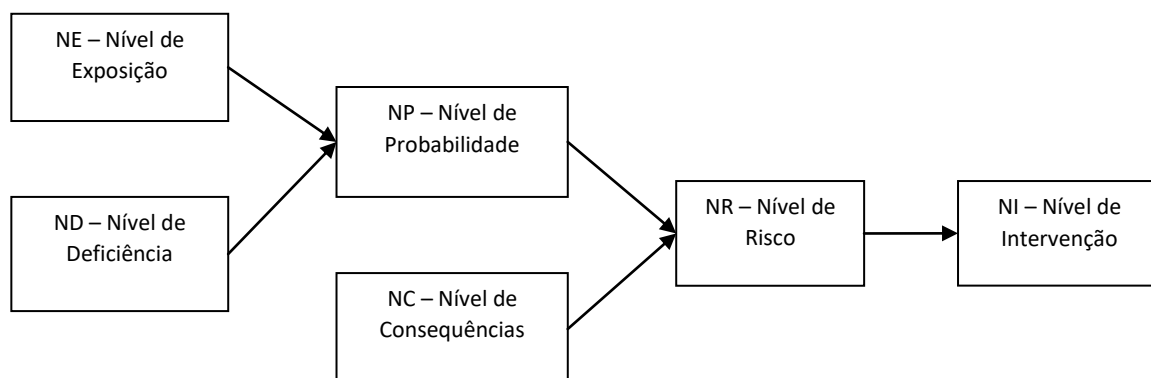 NE – Nível de
Exposição
ND – Nível de
Deficiência
NP – Nível de
Probabilidade
NC – Nível de
Consequências
NR – Nível de
Risco
NI – Nível de
Intervenção